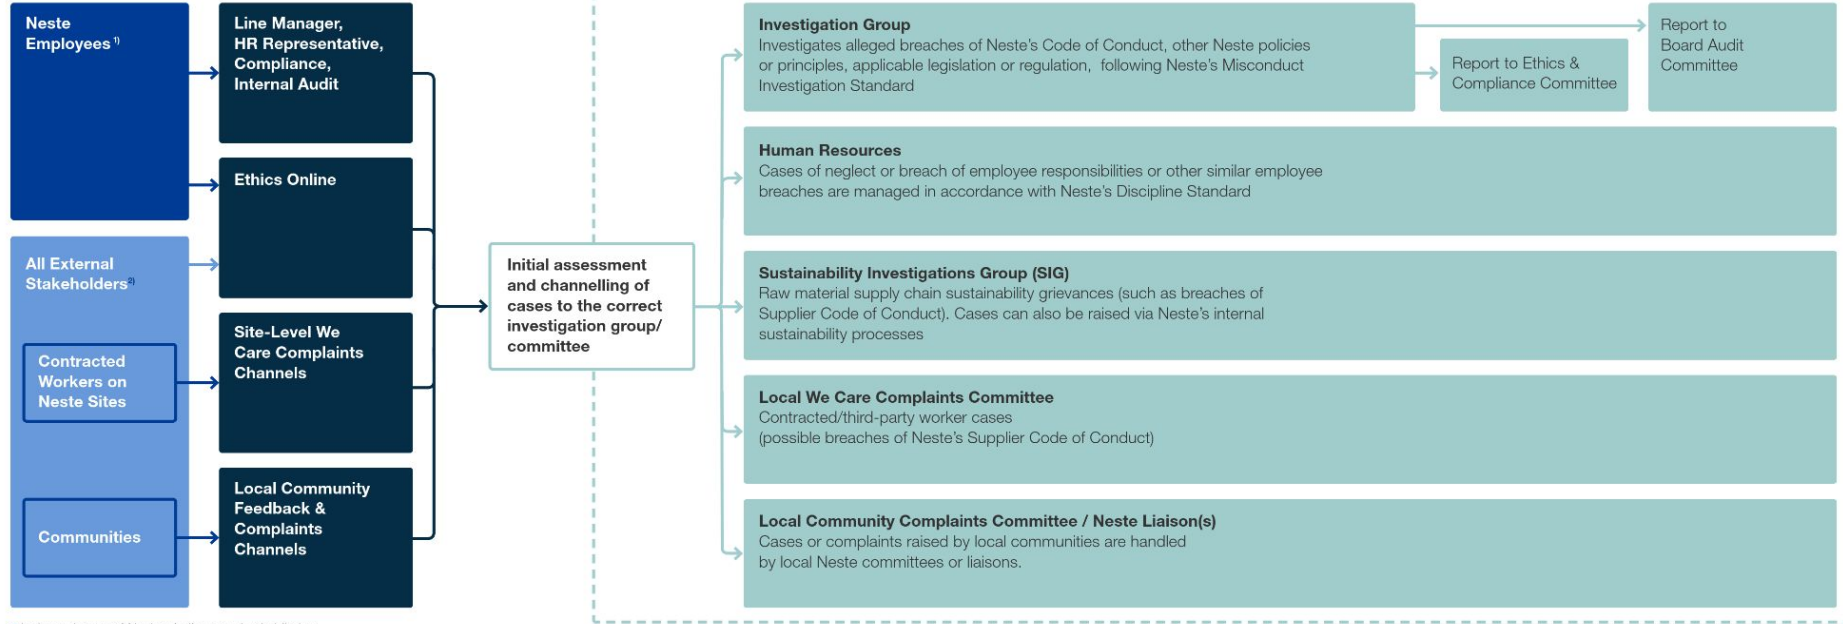 Neste
Employees 1)
Line Manager,
HR Representative,
Compliance,
Internal Audit
Ethics Online
All External
Stakeholders2)
Contracted
Workers on
Neste Sites
Site-Level We
Care Complaints
Channels
Communities
Local Community
Feedback &
Complaints
Channels
Initial assessment
and channelling of
cases to the correct
investigation group/
committee
Investigation Group
Investigates alleged breaches of Neste's Code of Conduct, other Neste policies
or principles, applicable legislation or regulation, following Neste's Misconduct
Investigation Standard
Report to Ethics &
Compliance Committee
Report to
Board Audit
Committee
Human Resources
Cases of neglect or breach of employee responsibilities or other similar employee
breaches are managed in accordance with Neste's Discipline Standard
Sustainability Investigations Group (SIG)
Raw material supply chain sustainability grievances (such as breaches of
Supplier Code of Conduct). Cases can also be raised via Neste's internal
sustainability processes
Local We Care Complaints Committee
Contracted/third-party worker cases
(possible breaches of Neste's Supplier Code of Conduct)
Local Community Complaints Committee / Neste Liaison(s)
Cases or complaints raised by local communities are handled
by local Neste committees or liaisons.